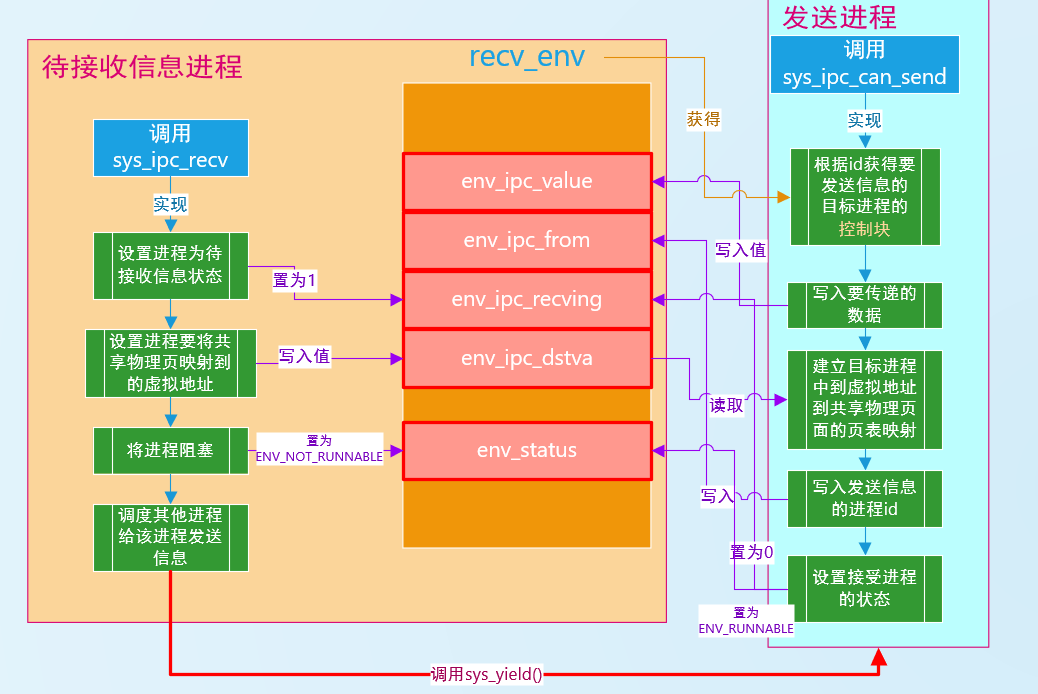 待接收信息进程
调用
sys_ipc_recv
实现
设置进程为待
接收信息状态
置为1
设置进程要将共
享物理页映射到
的虚拟地址
写入值
将进程阻塞
置为
ENV_NOT_RUNNABLE
调度其他进程
给该进程发送
信息
调用sys_yield()
recv_env
env_ipc_value
env_ipc_from
env_ipc_recving
env_ipc_dstva
env_status
获得
写入值
读取
写入
置为0
置为
ENV_RUNNABLE
发送进程
调用
sys_ipc_can_send
实现
根据id获得要
发送信息的
目标进程的
控制块
写入要传递的
数据
建立目标进程
中到虚拟地址
到共享物理页
面的页表映射
写入发送信息
的进程id
设置接受进程
的状态